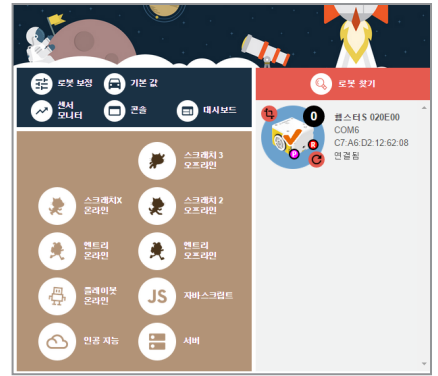 로봇 보정
기본 값
로봇 찾기
센서
모니터
콘솔
대시보드
0
햄스터S 020E00
COM6
C7:A6:D2:12:62:08
연결됨
R
P
C
스크래치 3
오프라인
스크래치X
온라인
스크래치 2
오프라인
엔트리
온라인
엔트리
오프라인
플레이봇
온라인
JS
자바스크립트
인공 지능
서버